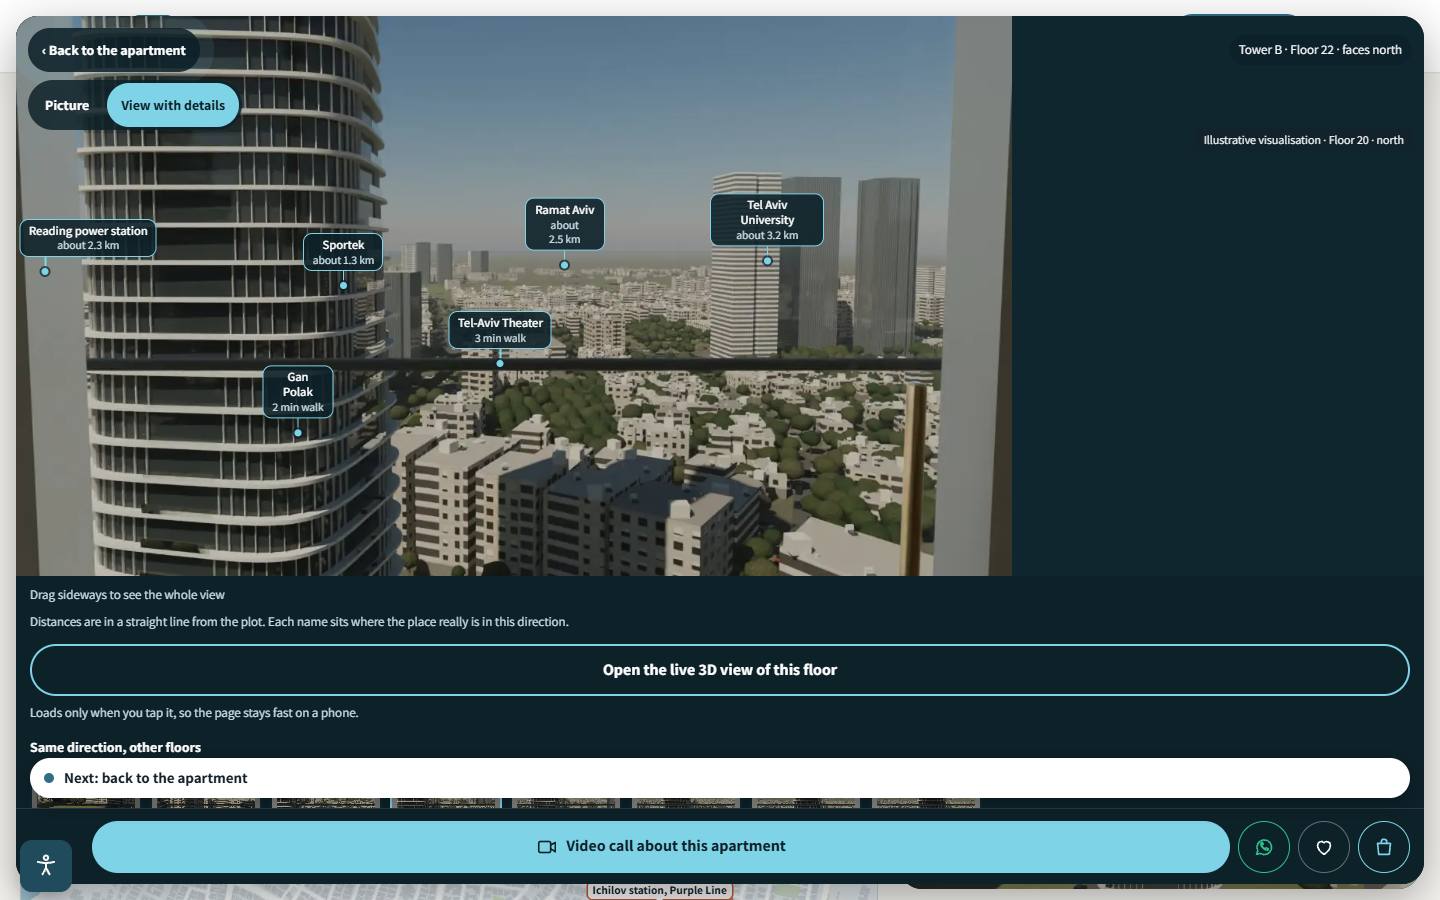 ‹ Back to the apartment
Tower B · Floor 22 · faces north
Picture
View with details
Illustrative visualisation · Floor 20 · north
Reading power station
about 2.3 km
Sportek
about 1.3 km
Ramat Aviv
about
2.5 km
Tel Aviv
University
about 3.2 km
Tel-Aviv Theater
3 min walk
Gan
Polak
2 min walk
Drag sideways to see the whole view
Distances are in a straight line from the plot. Each name sits where the place really is in this direction.
Open the live 3D view of this floor
Loads only when you tap it, so the page stays fast on a phone.
Same direction, other floors
Next: back to the apartment
Video call about this apartment
Ichilov station, Purple Line